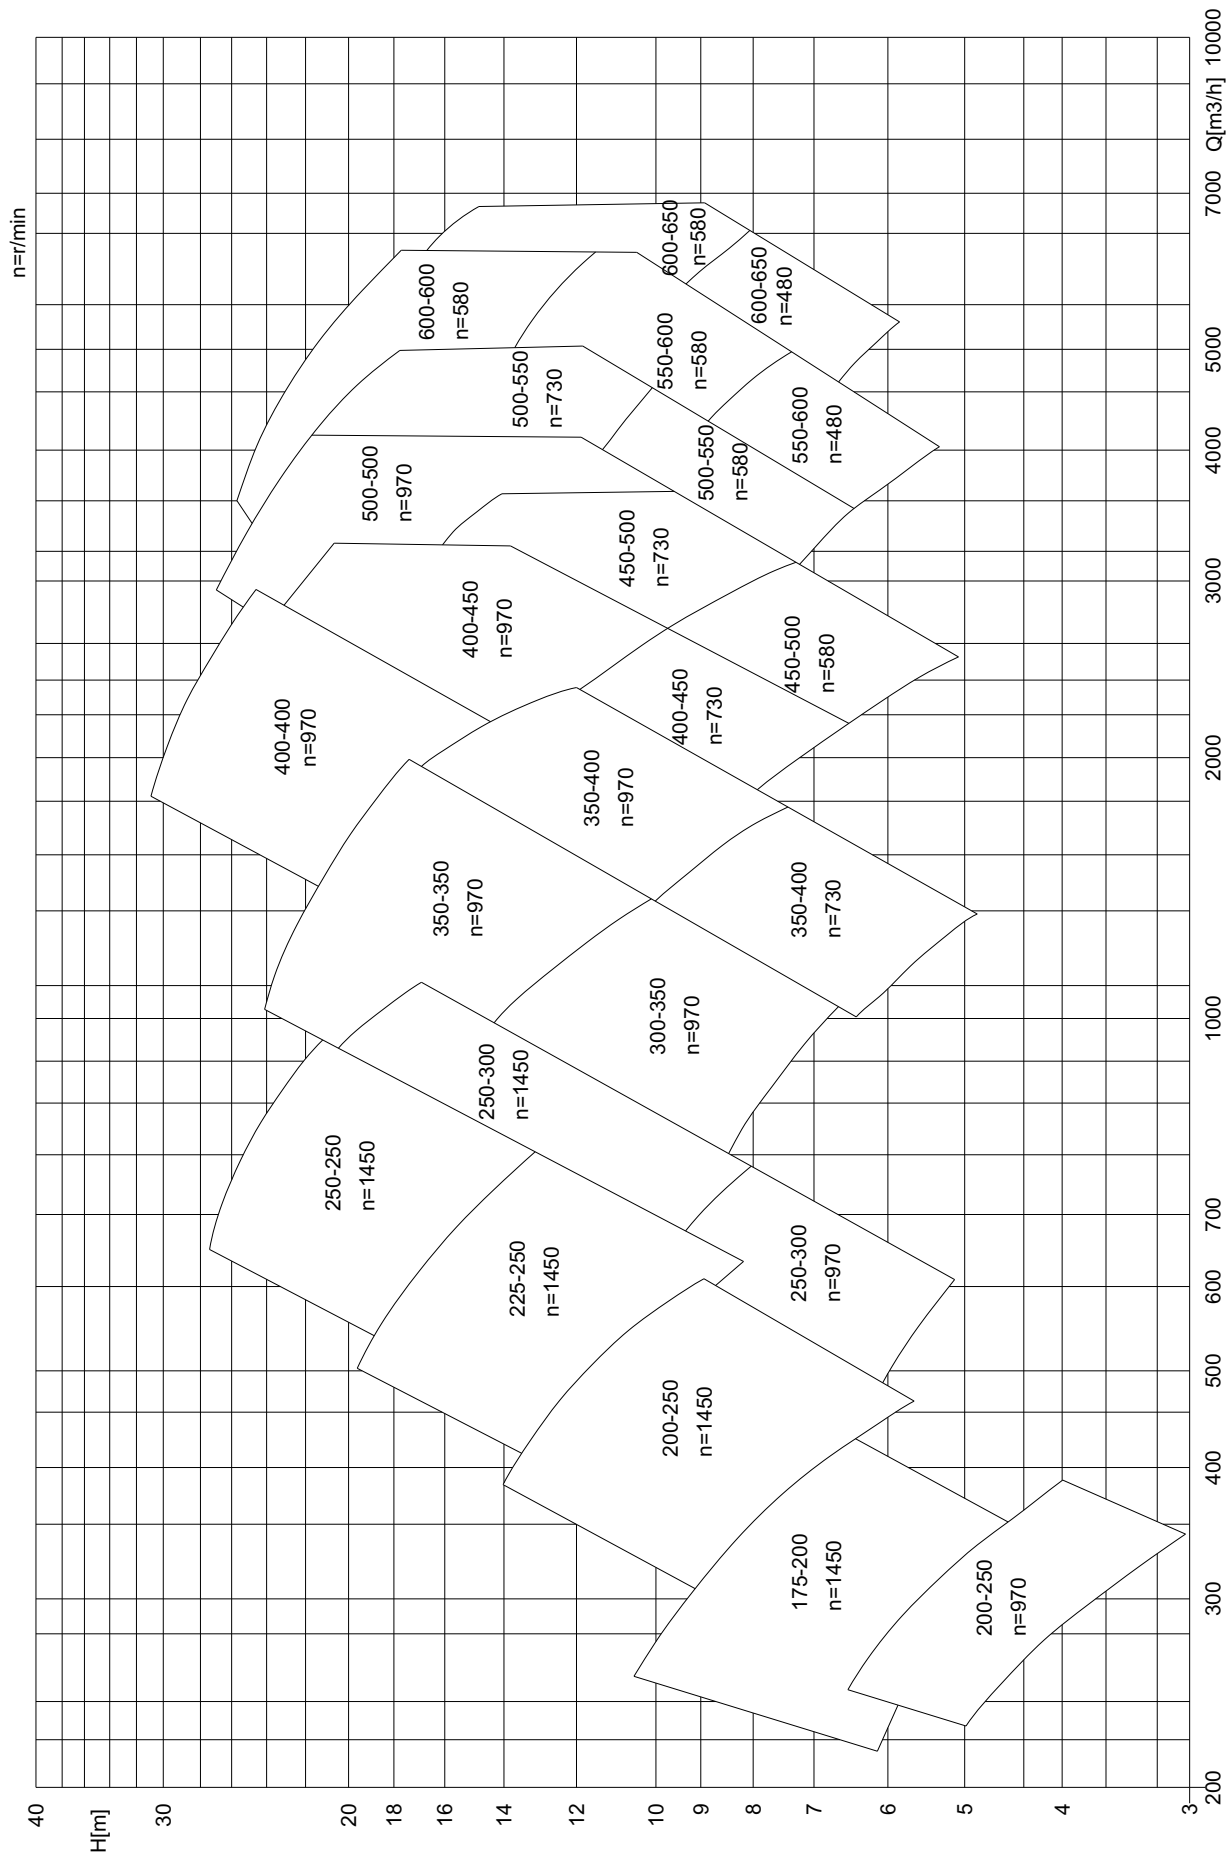 n=r/min
H[m]
40
30
20
18
16
14
12
10
9
8
7
6
5
4
3
400-400
n=970
500-500
n=970
600-600
n=580
250-250
n=1450
350-350
n=970
400-450
n=970
500-550
n=730
225-250
n=1450
250-300
n=1450
350-400
n=970
450-500
n=730
550-600
n=580
600-650
n=580
200-250
n=1450
300-350
n=970
400-450
n=730
500-550
n=580
600-650
n=480
175-200
n=1450
250-300
n=970
350-400
n=730
450-500
n=580
550-600
n=480
200-250
n=970
200
300
400
500
600
700
1000
2000
3000
4000
5000
7000
Q[m3/h]
10000